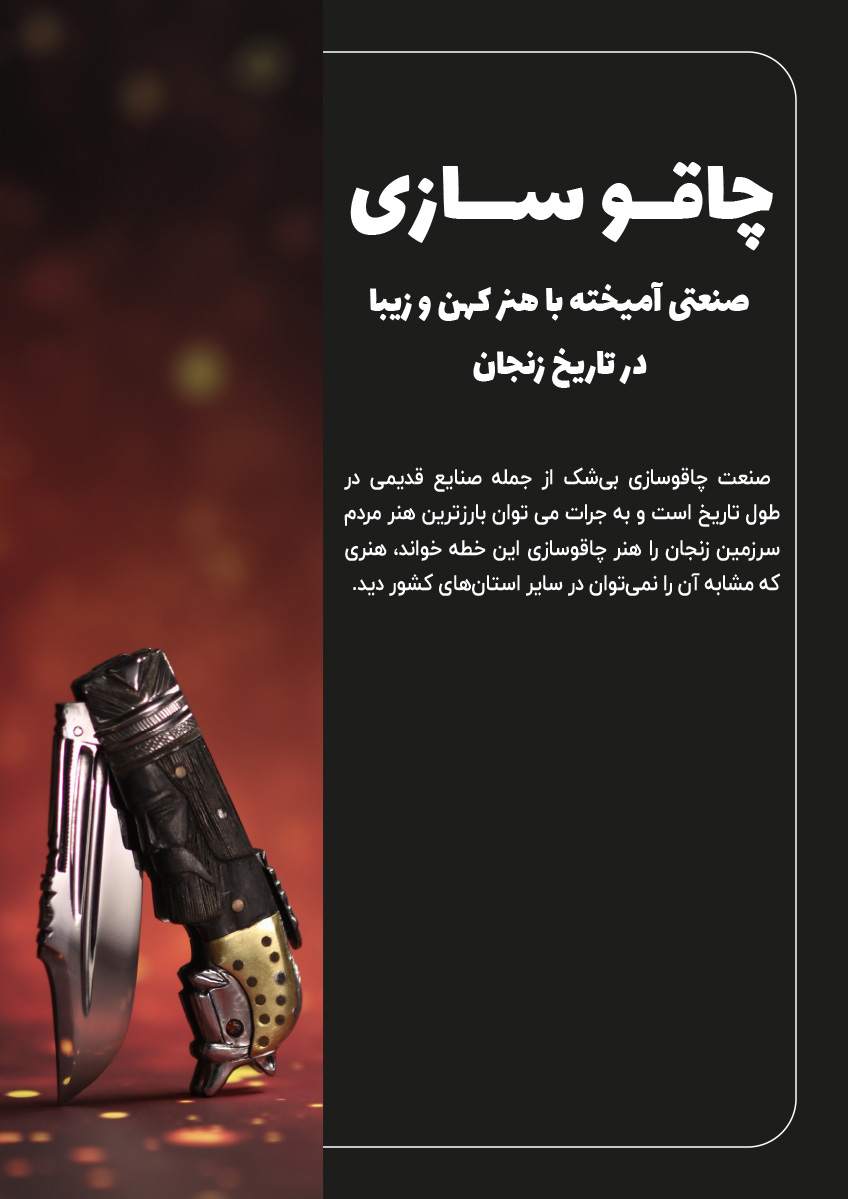 چاقو سازی
صنعتی آمیخته با هنر کهن و زیبا
در تاریخ زنجان
صنعت چاقوسازی بی‌شک از جمله صنایع قدیمی در
طول تاریخ است و به جرات می توان بارزترین هنر مردم
سرزمین زنجان را هنر چاقوسازی این خطه خواند، هنری
که مشابه آن را نمی‌توان در سایر استان‌های کشور دید.